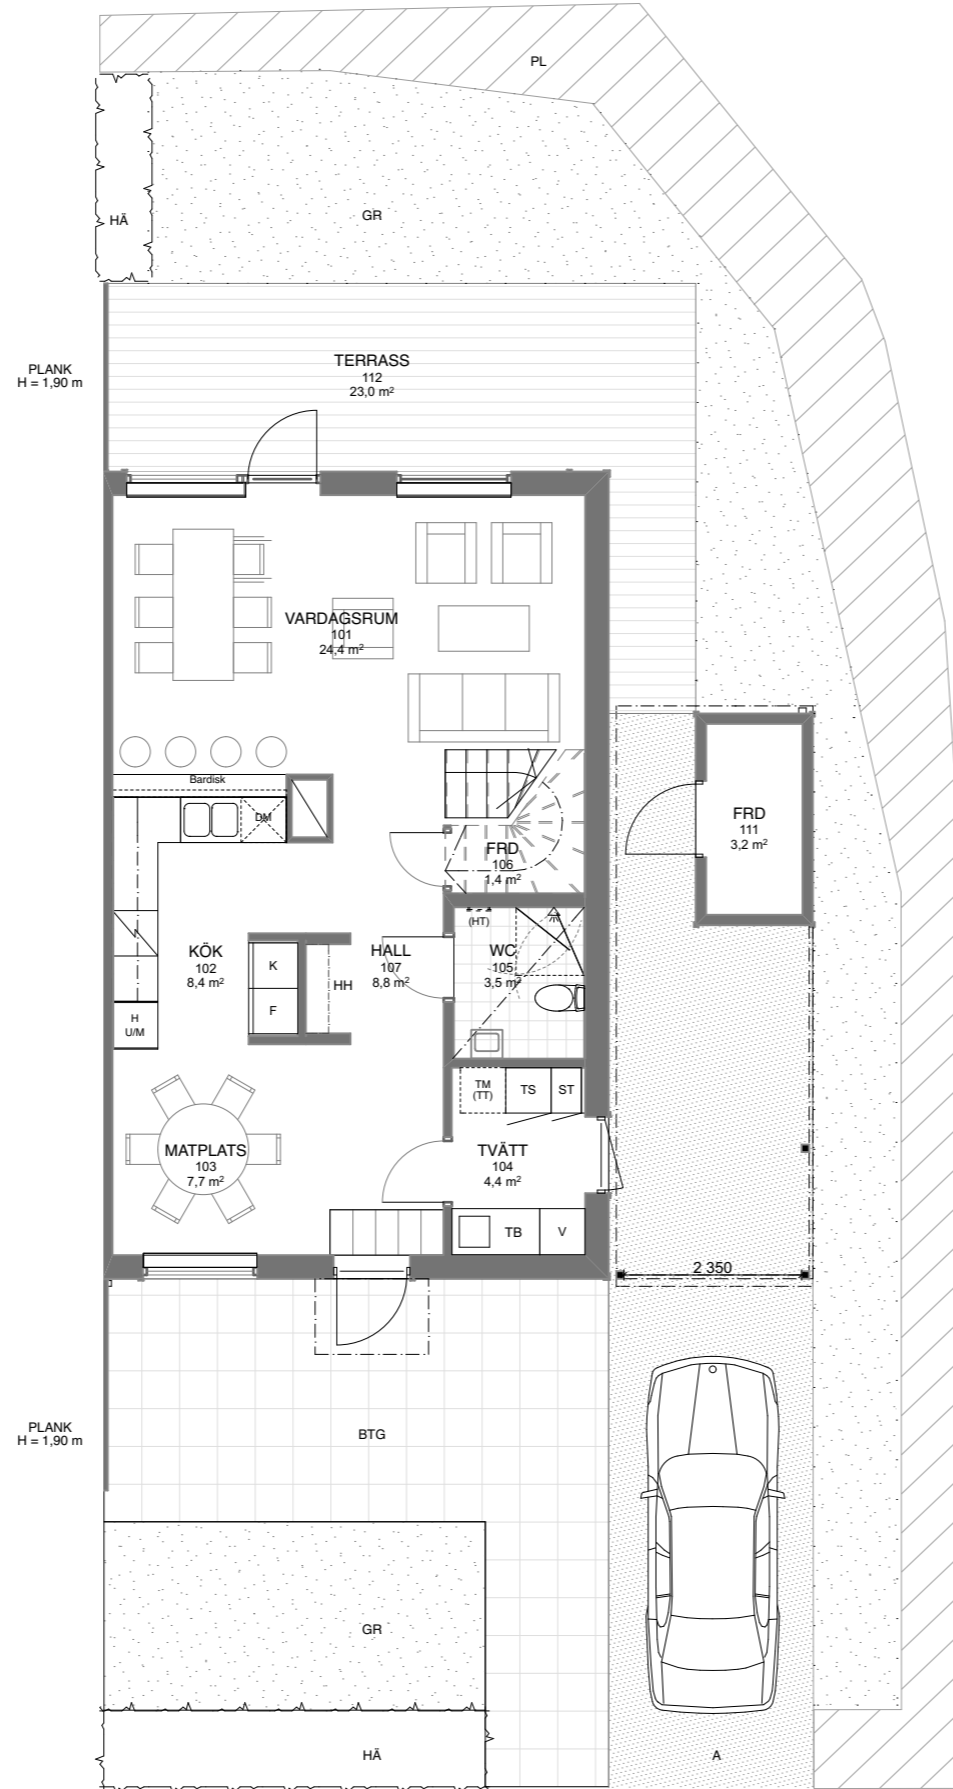 PL
HÄ
GR
TERRASS
112
23,0 m²
PLANK
H = 1,90 m
VARDAGSRUM
101
24,4 m²
Bardisk
DM
FRD
111
3,2 m²
FRD
106
1,4 m²
(HT)
KÖK
102
8,4 m²
K
F
HH
HALL
107
8,8 m²
WC
105
3,5 m²
H
U/M
TM
(TT)
TS
ST
MATPLATS
103
7,7 m²
TVÄTT
104
4,4 m²
TB
V
2 350
PLANK
H = 1,90 m
BTG
GR
HÄ
A